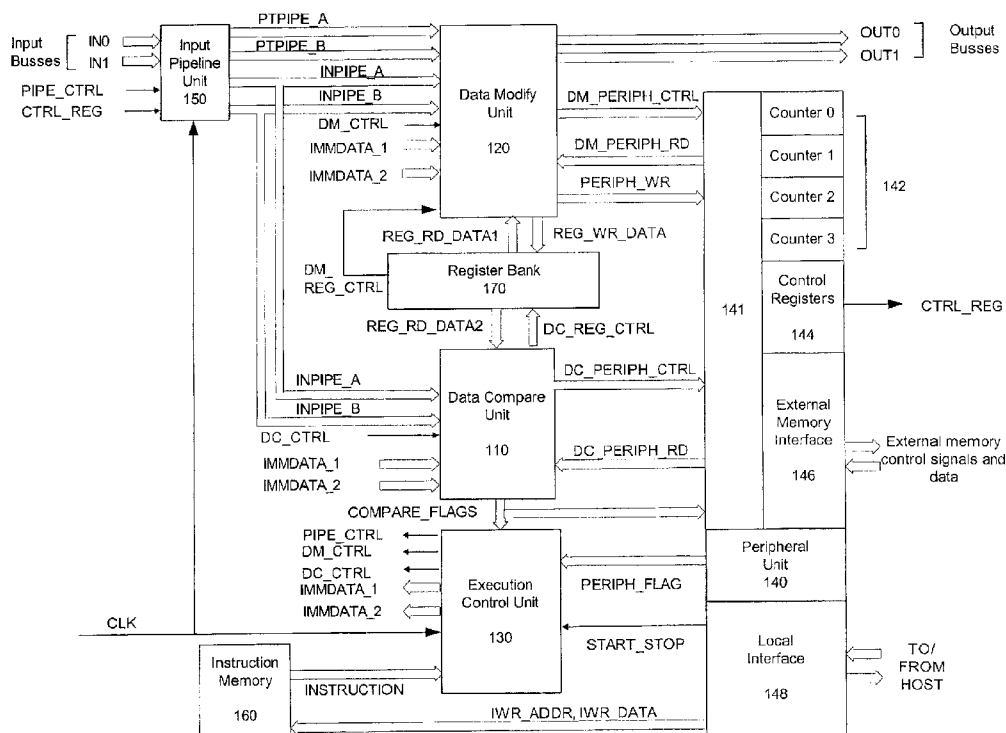 PTPIPE_A
Input Busses
IN0
IN1
Input Pipeline Unit
150
PIPE_CTRL
CTRL_REG
PTPIPE_B
INPIPE_A
INPIPE_B
DM_CTRL
IMMDATA_1
IMMDATA_2
Data Modify Unit
120
OUT0
OUT1
Output Busses
DM_PERIPH_CTRL
DM_PERIPH_RD
PERIPH_WR
Counter 0
Counter 1
Counter 2
Counter 3
142
REG_RD_DATA1
REG_WR_DATA
DM_
REG_CTRL
Register Bank
170
REG_RD_DATA2
DC_REG_CTRL
141
Control Registers
144
CTRL_REG
INPIPE_A
INPIPE_B
DC_CTRL
IMMDATA_1
IMMDATA_2
Data Compare Unit
110
DC_PERIPH_CTRL
DC_PERIPH_RD
External Memory Interface
146
External memory control signals and data
COMPARE_FLAGS
PIPE_CTRL
DM_CTRL
DC_CTRL
IMMDATA_1
IMMDATA_2
Execution Control Unit
130
PERIPH_FLAG
Peripheral Unit
140
CLK
START_STOP
Local Interface
148
TO/
FROM
HOST
Instruction Memory
160
INSTRUCTION
IWR_ADDR, IWR_DATA